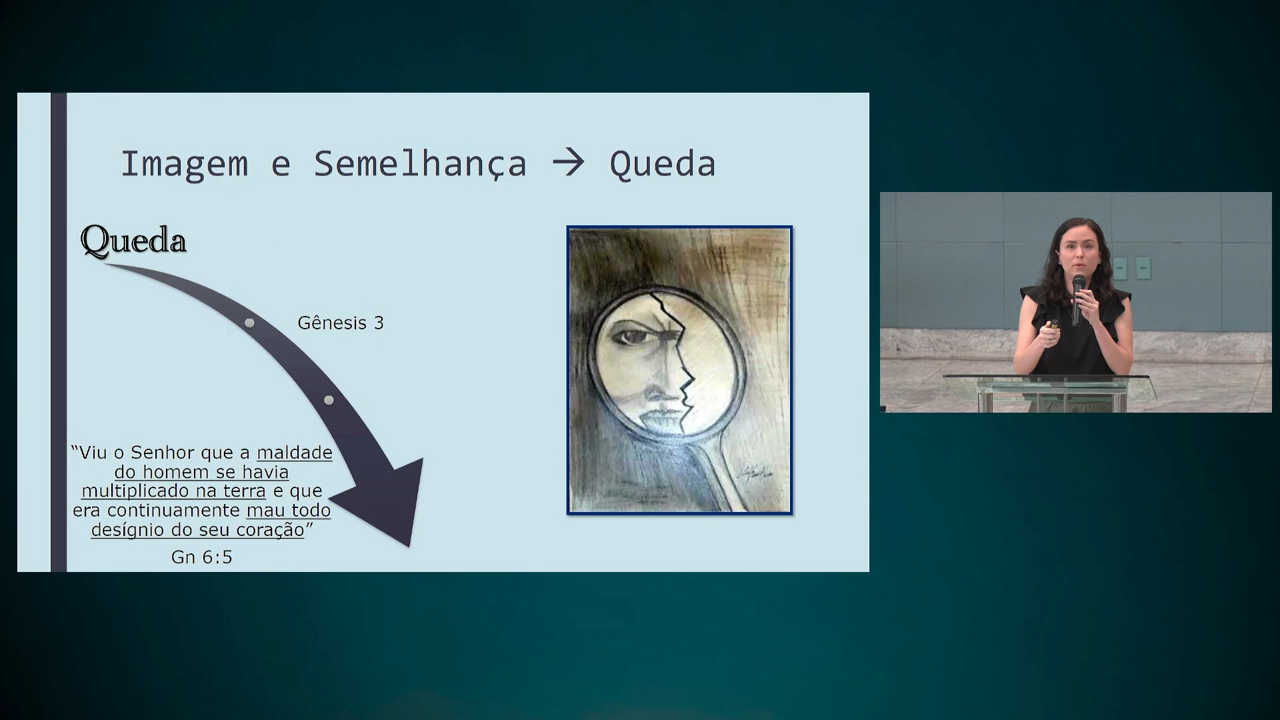 Imagem e Semelhança → Queda
Queda
Gênesis 3
“Viu o Senhor que a maldade
do homem se havia
multiplicado na terra e que
era continuamente mau todo
desígnio do seu coração”
Gn 6:5